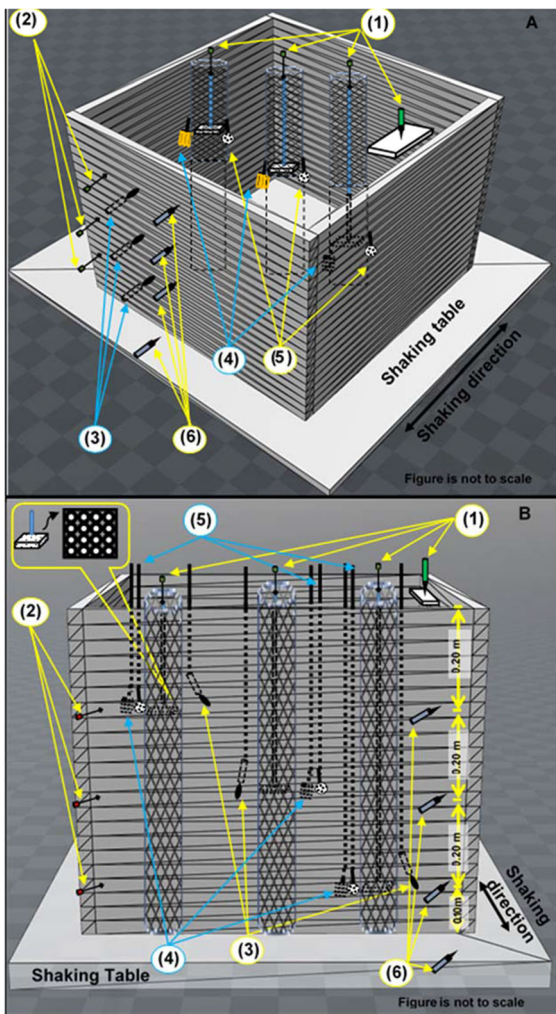 (2)
(1)
A
(4)
(5)
(3)
(6)
Shaking table
Shaking direction
Figure is not to scale
B
(5)
(1)
(2)
0.20 m
0.20 m
0.20 m
0.10 m
Shaking
direction
(4)
(3)
(6)
Shaking Table
Figure is not to scale